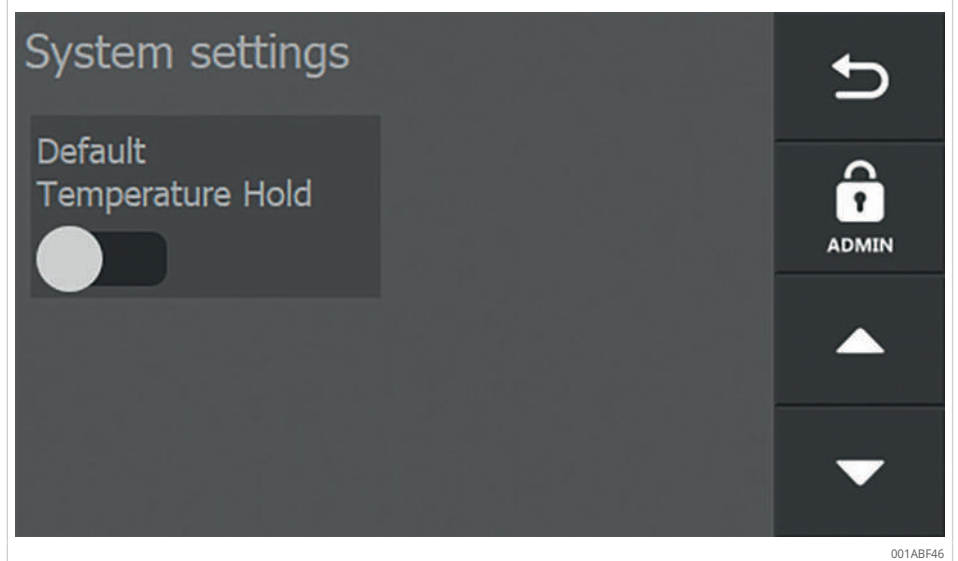 System settings
Default
Temperature Hold
ADMIN
001ABF46